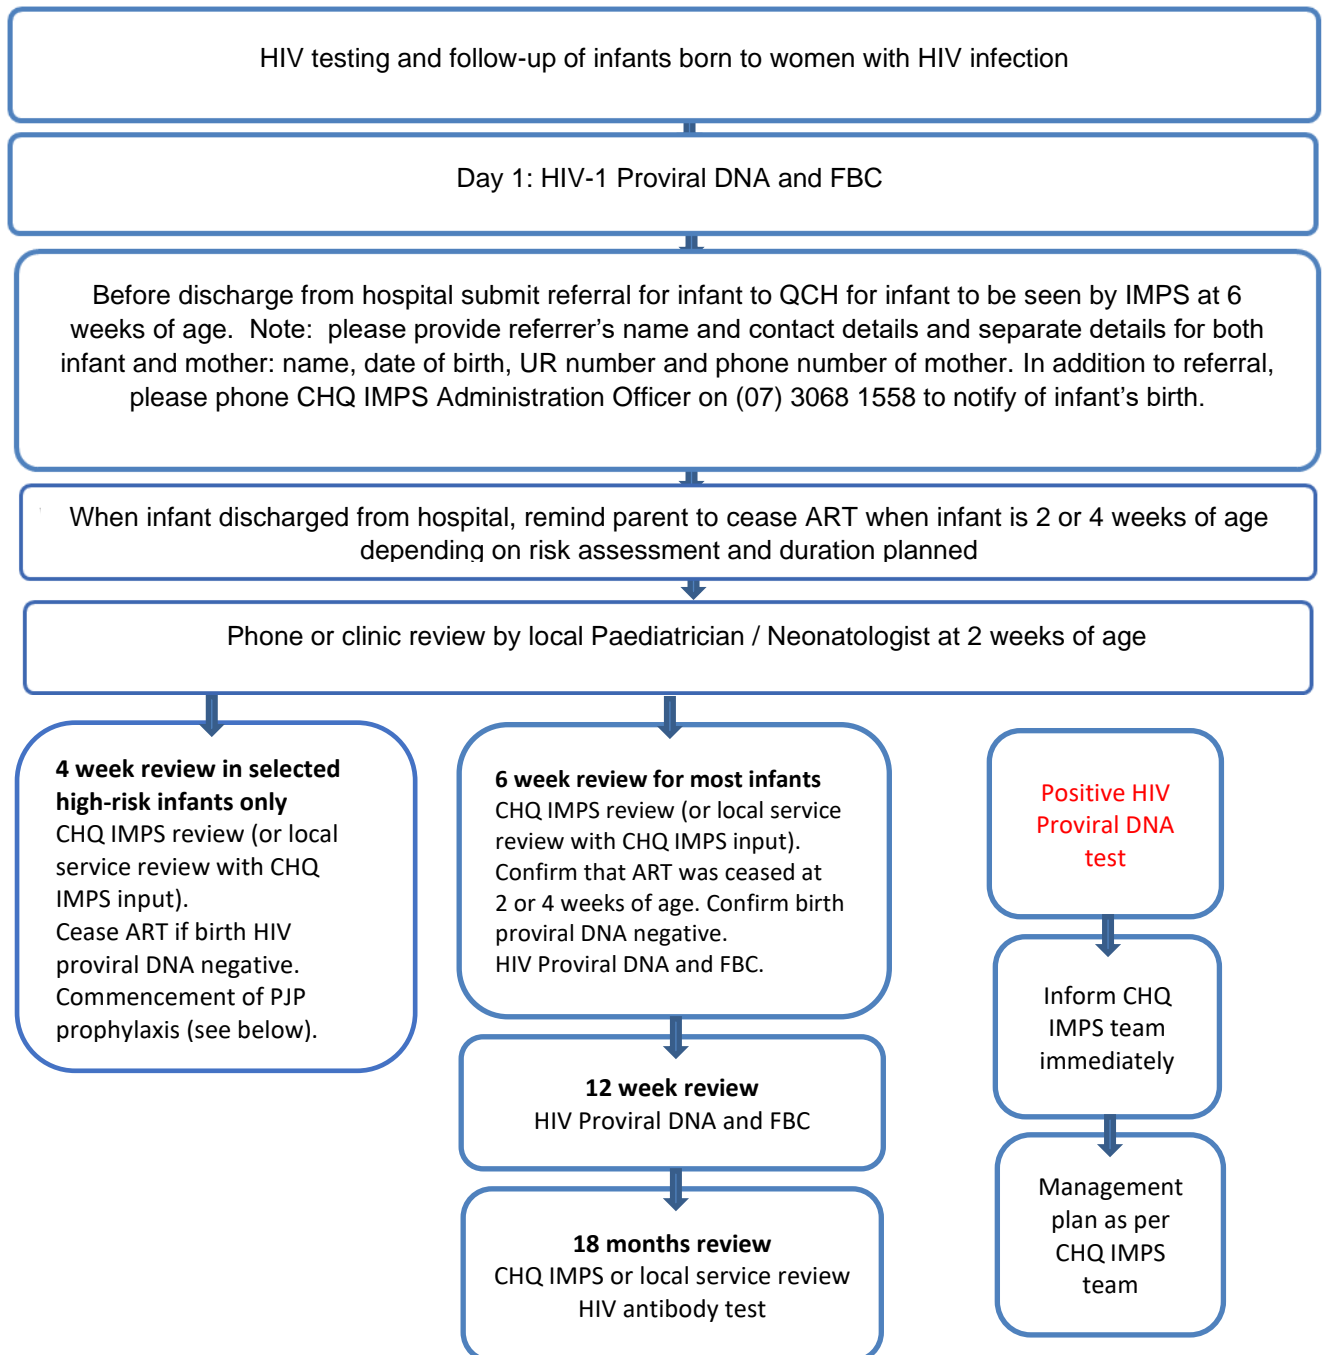 HIV testing and follow-up of infants born to women with HIV infection
Day 1: HIV-1 Proviral DNA and FBC
Before discharge from hospital submit referral for infant to QCH for infant to be seen by IMPS at 6
weeks of age.  Note:  please provide referrer's name and contact details and separate details for both
infant and mother: name, date of birth, UR number and phone number of mother. In addition to referral,
please phone CHQ IMPS Administration Officer on (07) 3068 1558 to notify of infant's birth.
When infant discharged from hospital, remind parent to cease ART when infant is 2 or 4 weeks of age
depending on risk assessment and duration planned
Phone or clinic review by local Paediatrician / Neonatologist at 2 weeks of age
4 week review in selected
high-risk infants only
CHQ IMPS review (or local
service review with CHQ
IMPS input).
Cease ART if birth HIV
proviral DNA negative.
Commencement of PJP
prophylaxis (see below).
6 week review for most infants
CHQ IMPS review (or local service
review with CHQ IMPS input).
Confirm that ART was ceased at
2 or 4 weeks of age. Confirm birth
proviral DNA negative.
HIV Proviral DNA and FBC.
12 week review
HIV Proviral DNA and FBC
18 months review
CHQ IMPS or local service review
HIV antibody test
Positive HIV
Proviral DNA
test
Inform CHQ
IMPS team
immediately
Management
plan as per
CHQ IMPS
team